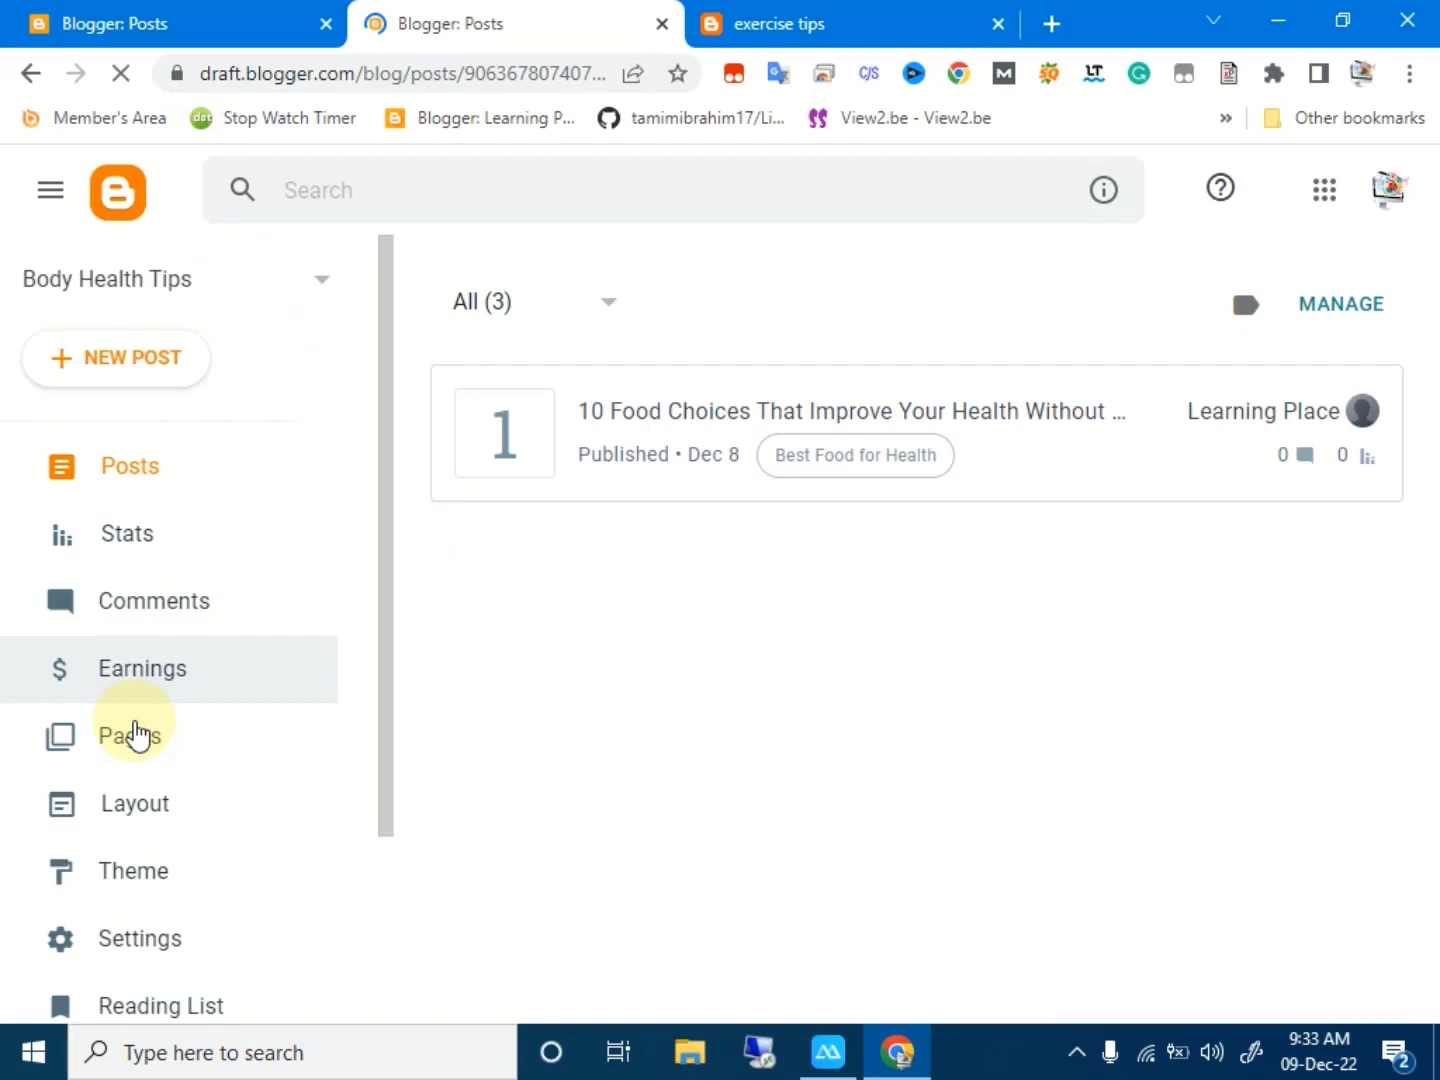 Blogger: Posts
Blogger: Posts
exercise tips
draft.blogger.com/blog/posts/906367807407...
Member's Area
Stop Watch Timer
Blogger: Learning P...
tamimibrahim17/Li...
View2.be - View2.be
»
Other bookmarks
Search
Body Health Tips
All (3)
MANAGE
+ NEW POST
1
10 Food Choices That Improve Your Health Without ...
Learning Place
Published • Dec 8
Best Food for Health
0
0
Posts
Stats
Comments
$ Earnings
Pages
Layout
Theme
Settings
Reading List
Type here to search
9:33 AM
09-Dec-22
2